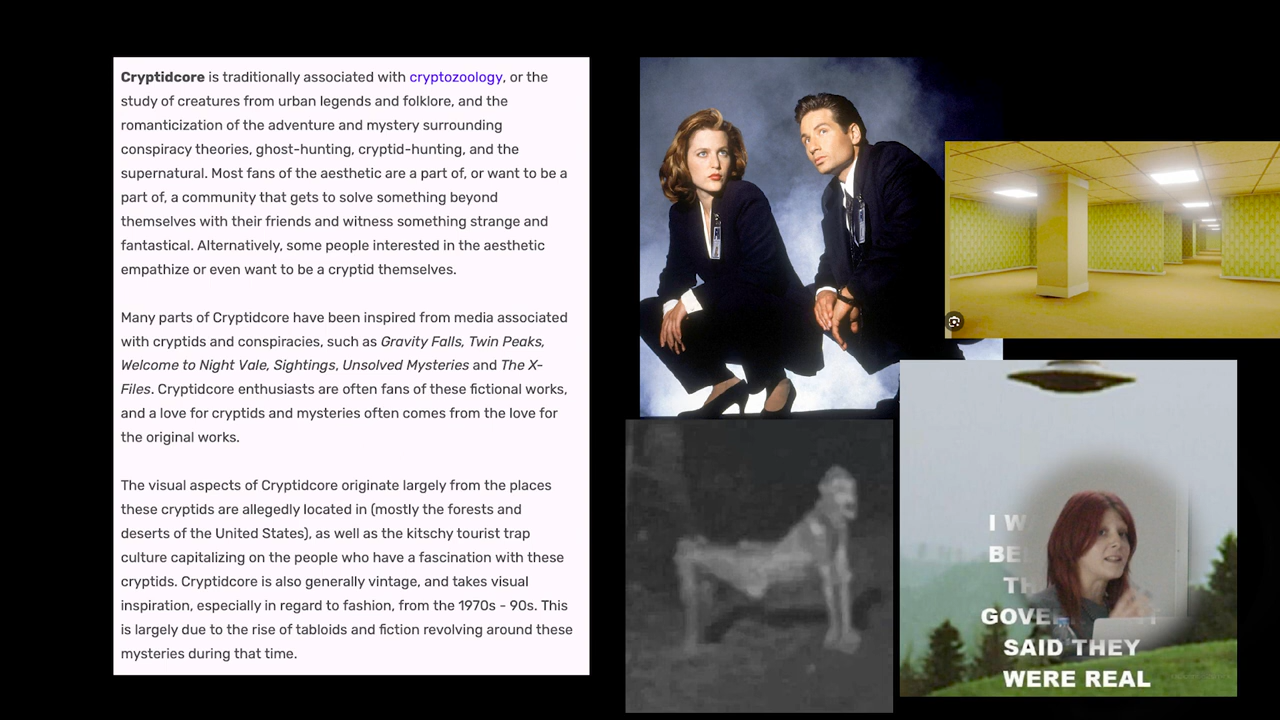 Cryptidcore is traditionally associated with cryptozoology, or the
study of creatures from urban legends and folklore, and the
romanticization of the adventure and mystery surrounding
conspiracy theories, ghost-hunting, cryptid-hunting, and the
supernatural. Most fans of the aesthetic are a part of, or want to be a
part of, a community that gets to solve something beyond
themselves with their friends and witness something strange and
fantastical. Alternatively, some people interested in the aesthetic
empathize or even want to be a cryptid themselves.
Many parts of Cryptidcore have been inspired from media associated
with cryptids and conspiracies, such as Gravity Falls, Twin Peaks,
Welcome to Night Vale, Sightings, Unsolved Mysteries and The X-
Files. Cryptidcore enthusiasts are often fans of these fictional works,
and a love for cryptids and mysteries often comes from the love for
the original works.
The visual aspects of Cryptidcore originate largely from the places
these cryptids are allegedly located in (mostly the forests and
deserts of the United States), as well as the kitschy tourist trap
culture capitalizing on the people who have a fascination with these
cryptids. Cryptidcore is also generally vintage, and takes visual
inspiration, especially in regard to fashion, from the 1970s - 90s. This
is largely due to the rise of tabloids and fiction revolving around these
mysteries during that time.
I
SAID THEY
WERE REAL